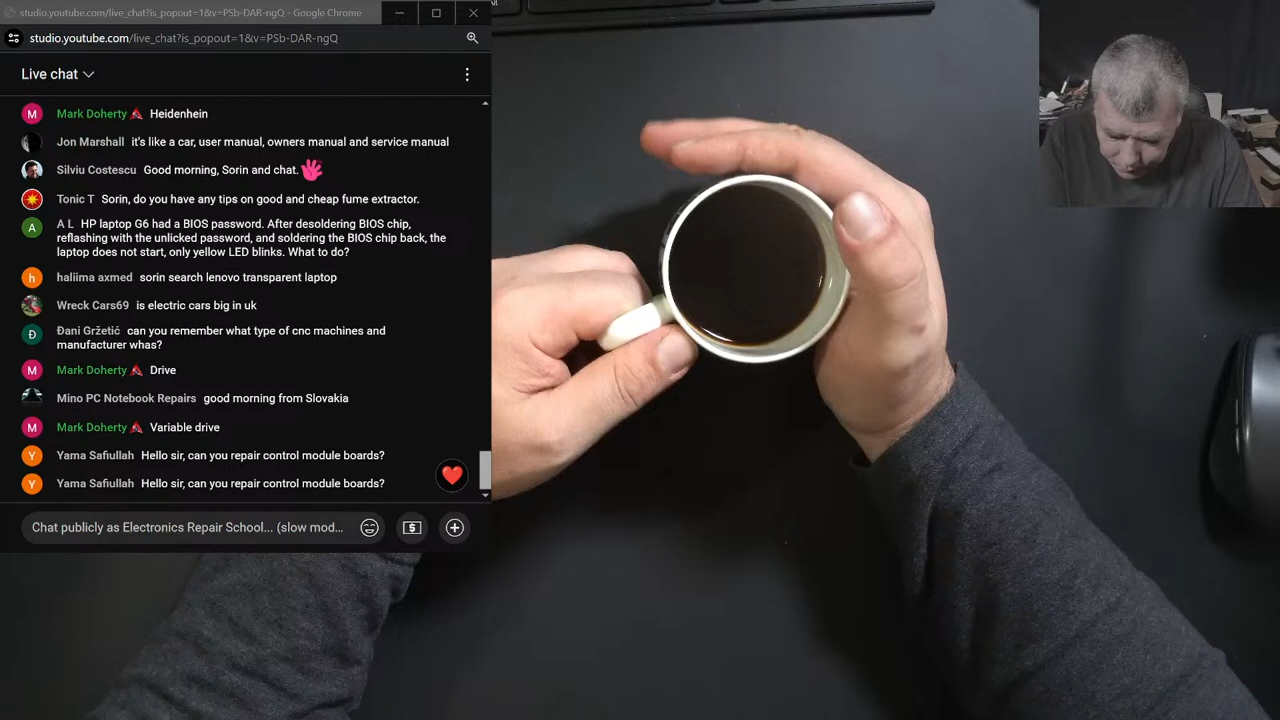 studio.youtube.com/live_chat?is_popout=1&v=PSb-DAR-ngQ - Google Chrome
studio.youtube.com/live_chat?is_popout=1&v=PSb-DAR-ngQ
Live chat
M Mark Doherty Heidenhein
Jon Marshall it's like a car, user manual, owners manual and service manual
Silviu Costescu Good morning, Sorin and chat.
Tonic T Sorin, do you have any tips on good and cheap fume extractor.
A A L HP laptop G6 had a BIOS password. After desoldering BIOS chip,
reflashing with the unlicked password, and soldering the BIOS chip back, the
laptop does not start, only yellow LED blinks. What to do?
h haliima axmed sorin search lenovo transparent laptop
Wreck Cars69 is electric cars big in uk
Đ Đani Gržetić can you remember what type of cnc machines and
manufacturer whas?
M Mark Doherty Drive
Mino PC Notebook Repairs good morning from Slovakia
M Mark Doherty Variable drive
Y Yama Safiullah Hello sir, can you repair control module boards?
Y Yama Safiullah Hello sir, can you repair control module boards?
Chat publicly as Electronics Repair School... (slow mod...